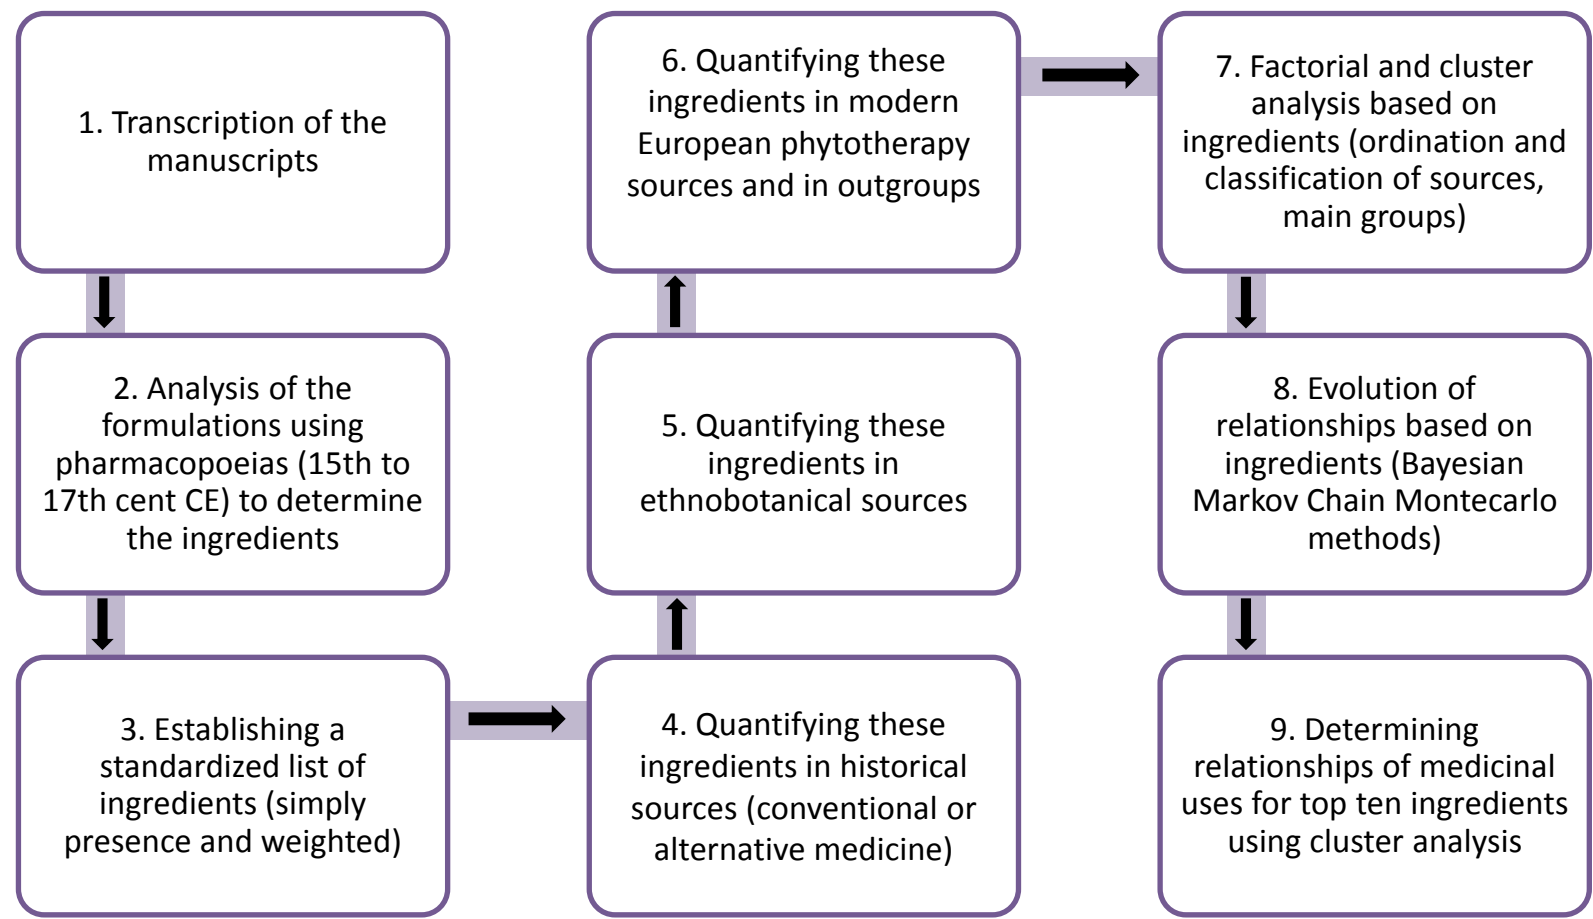 1. Transcription of the
manuscripts
2. Analysis of the
formulations using
pharmacopoeias (15th to
17th cent CE) to determine
the ingredients
3. Establishing a
standardized list of
ingredients (simply
presence and weighted)
4. Quantifying these
ingredients in historical
sources (conventional or
alternative medicine)
5. Quantifying these
ingredients in
ethnobotanical sources
6. Quantifying these
ingredients in modern
European phytotherapy
sources and in outgroups
7. Factorial and cluster
analysis based on
ingredients (ordination and
classification of sources,
main groups)
8. Evolution of
relationships based on
ingredients (Bayesian
Markov Chain Montecarlo
methods)
9. Determining
relationships of medicinal
uses for top ten ingredients
using cluster analysis